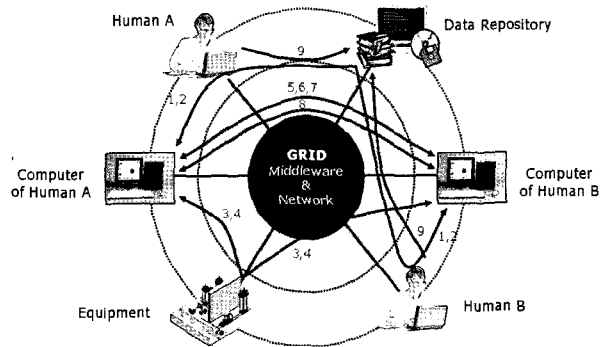 Human A
Data Repository
9
1,2
5,6,7
8
GRID
Middleware
&
Network
Computer
of Human A
Computer
of Human B
3,4
9
1,2
3,4
Equipment
Human B